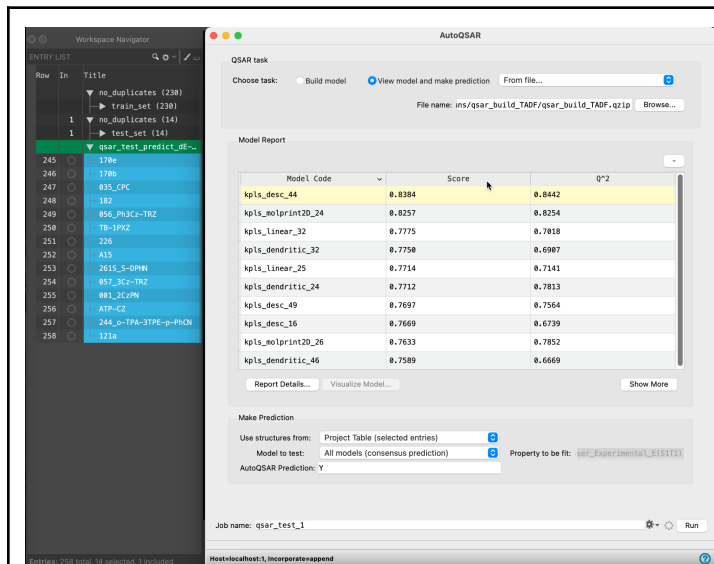 Workspace Navigator
ENTRY LIST
Row In Title
no_duplicates (230)
train_set (230)
1 no_duplicates (14)
1 test_set (14)
qsar_test_predict_dE-...
245 170e
246 170b
247 035_CPC
248 182
249 056_Ph3Cz-TRZ
250 TB-1PXZ
251 226
252 A15
253 261S_S-DPHN
254 057_3Cz-TRZ
255 001_2CzPN
256 ATP-CZ
257 244_o-TPA-3TPE-p-PhCN
258 121a
Entries: 258 total, 14 selected, 1 included
AutoQSAR
QSAR task
Choose task: Build model View model and make prediction From file...
File name: ns/qsar_build_TADF/qsar_build_TADF.qzip Browse...
Model Report
-
Model Code Score Q^2
kpls_desc_44 0.8384 0.8442
kpls_molprint2D_24 0.8257 0.8254
kpls_linear_32 0.7775 0.7018
kpls_dendritic_32 0.7750 0.6907
kpls_linear_25 0.7714 0.7141
kpls_dendritic_24 0.7712 0.7813
kpls_desc_49 0.7697 0.7564
kpls_desc_16 0.7669 0.6739
kpls_molprint2D_26 0.7633 0.7852
kpls_dendritic_46 0.7589 0.6669
Report Details... Visualize Model... Show More
Make Prediction
Use structures from: Project Table (selected entries)
Model to test: All models (consensus prediction) Property to be fit: ser_Experimental_E(S1T1)
AutoQSAR Prediction: Y
Job name: qsar_test_1 Run
Host=localhost:1, Incorporate=append ?